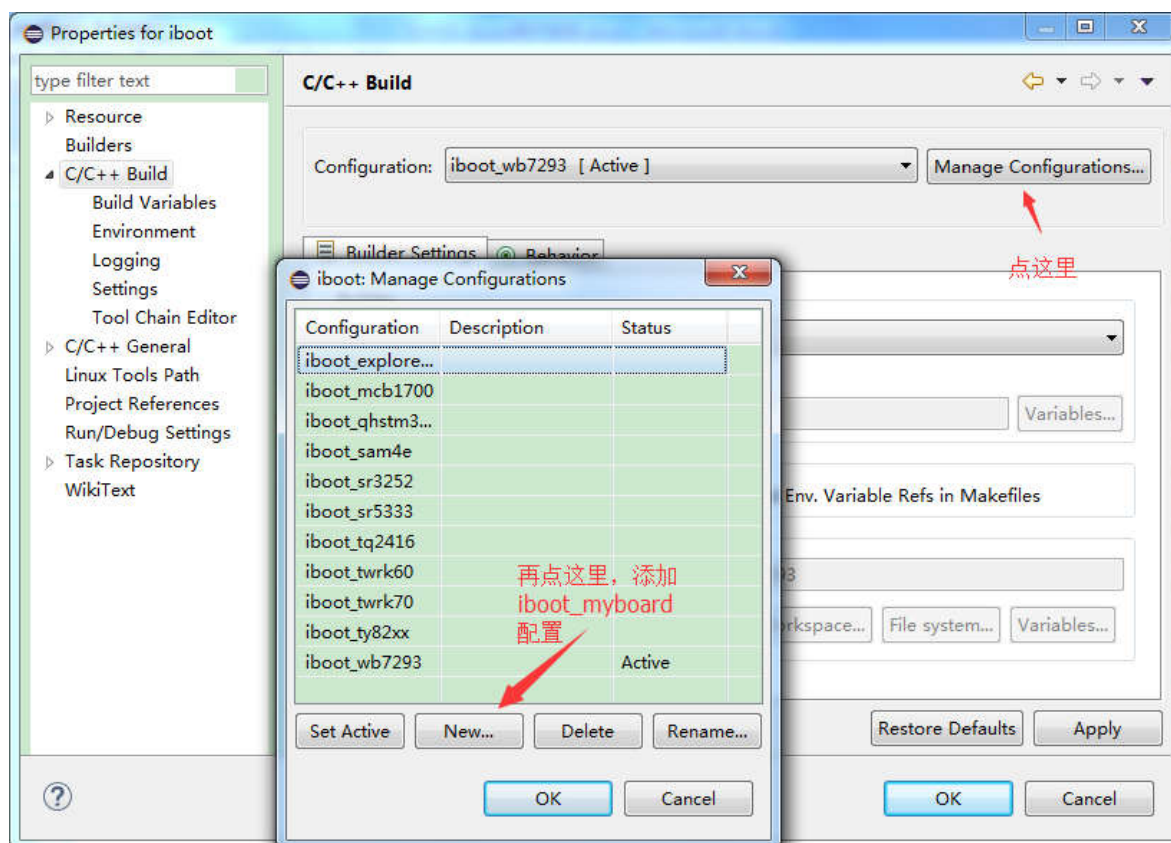 Properties for iboot
type filter text
Resource
Builders
C/C++ Build
Build Variables
Environment
Logging
Settings
Tool Chain Editor
C/C++ General
Linux Tools Path
Project References
Run/Debug Settings
Task Repository
WikiText
C/C++ Build
Configuration: iboot_wb7293 [ Active ] Manage Configurations...
点这里
Builder Settings Behavior
Variables...
Env. Variable Refs in Makefiles
File system... Variables...
Restore Defaults Apply
OK Cancel
iboot: Manage Configurations
Configuration Description Status
iboot_explore...
iboot_mcb1700
iboot_qhstm3...
iboot_sam4e
iboot_sr3252
iboot_sr5333
iboot_tq2416
iboot_twrk60
iboot_twrk70
iboot_ty82xx
iboot_wb7293 Active
再点这里，添加
iboot_myboard
配置
Set Active New... Delete Rename...
OK Cancel